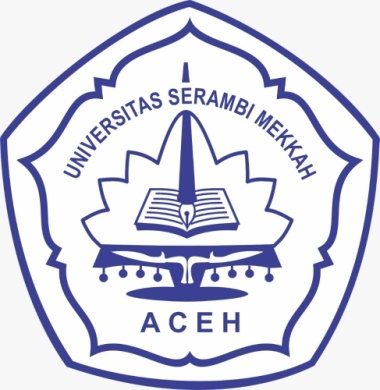 UNIVERSITAS SERAMBI MEKKAH
ACEH